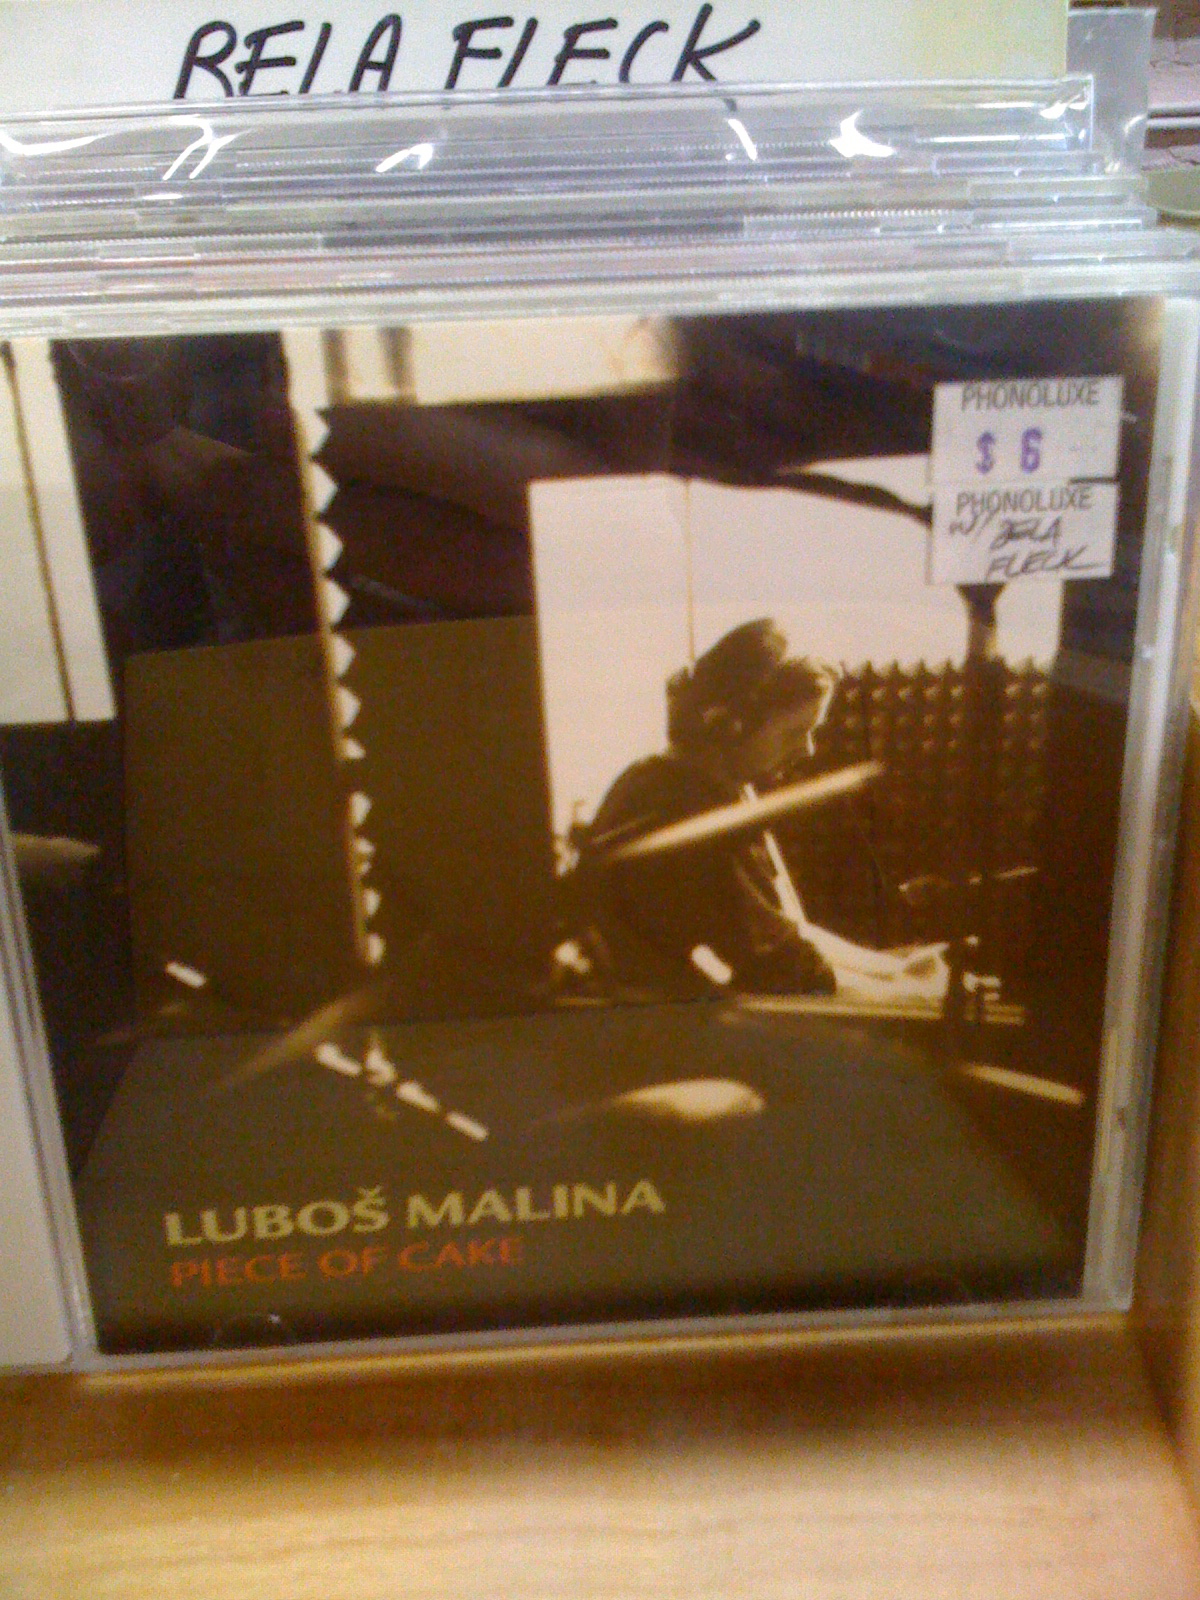 BELA FLECK
PHONOLUXE
$ 6
PHONOLUXE
W/ BELA
FLECK
LUBOŠ MALINA
PIECE OF CAKE